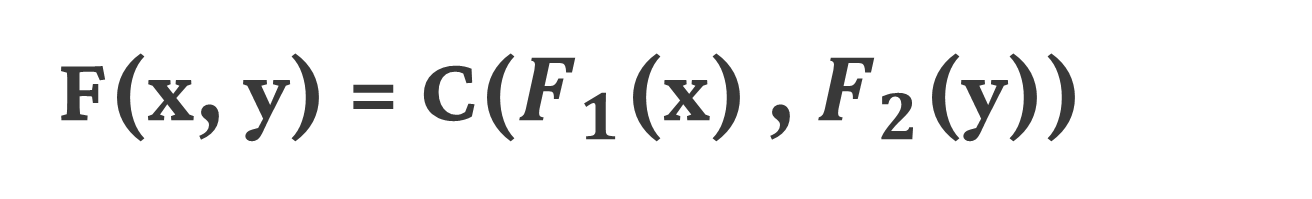 F(x, y) = C(F₁(x) , F₂(y))